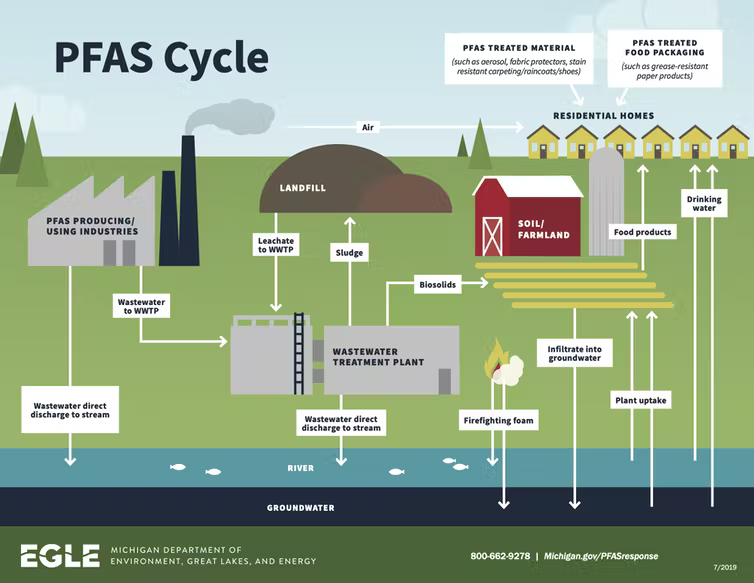 PFAS Cycle
PFAS TREATED MATERIAL
(such as aerosol, fabric protectors, stain
resistant carpeting/raincoats/shoes)
PFAS TREATED
FOOD PACKAGING
(such as grease-resistant
paper products)
RESIDENTIAL HOMES
Air
LANDFILL
PFAS PRODUCING/
USING INDUSTRIES
SOIL/
FARMLAND
Drinking
water
Food products
Leachate
to WWTP
Sludge
Biosolids
Wastewater
to WWTP
WASTEWATER
TREATMENT PLANT
Infiltrate into
groundwater
Plant uptake
Wastewater direct
discharge to stream
Wastewater direct
discharge to stream
Firefighting foam
RIVER
GROUNDWATER
EGLE
MICHIGAN DEPARTMENT OF
ENVIRONMENT, GREAT LAKES, AND ENERGY
800-662-9278 | Michigan.gov/PFASresponse
7/2019